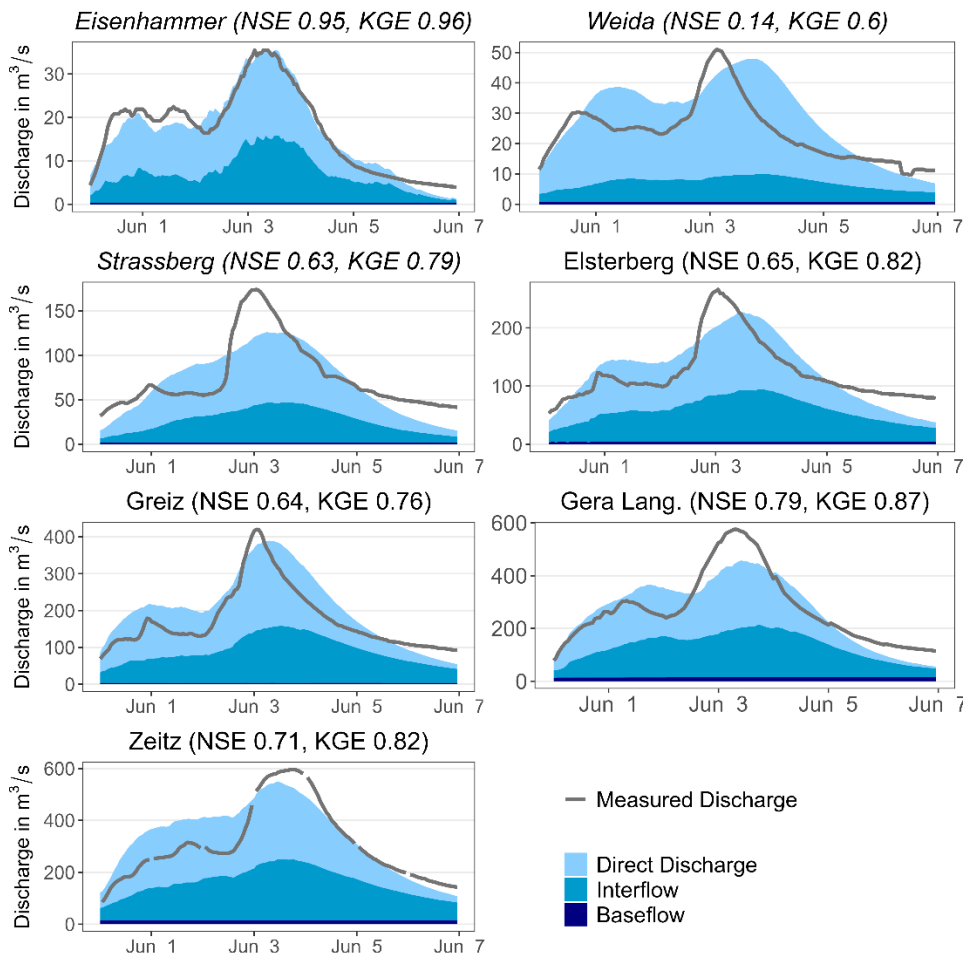 Eisenhammer (NSE 0.95, KGE 0.96)
Discharge in m³/s
30
20
10
0
Jun 1
Jun 3
Jun 5
Jun 7
Weida (NSE 0.14, KGE 0.6)
50
40
30
20
10
0
Jun 1
Jun 3
Jun 5
Jun 7
Strassberg (NSE 0.63, KGE 0.79)
Discharge in m³/s
150
100
50
0
Jun 1
Jun 3
Jun 5
Jun 7
Elsterberg (NSE 0.65, KGE 0.82)
200
100
0
Jun 1
Jun 3
Jun 5
Jun 7
Greiz (NSE 0.64, KGE 0.76)
Discharge in m³/s
400
300
200
100
0
Jun 1
Jun 3
Jun 5
Jun 7
Gera Lang. (NSE 0.79, KGE 0.87)
600
400
200
0
Jun 1
Jun 3
Jun 5
Jun 7
Zeitz (NSE 0.71, KGE 0.82)
Discharge in m³/s
600
400
200
0
Jun 1
Jun 3
Jun 5
Jun 7
Measured Discharge
Direct Discharge
Interflow
Baseflow